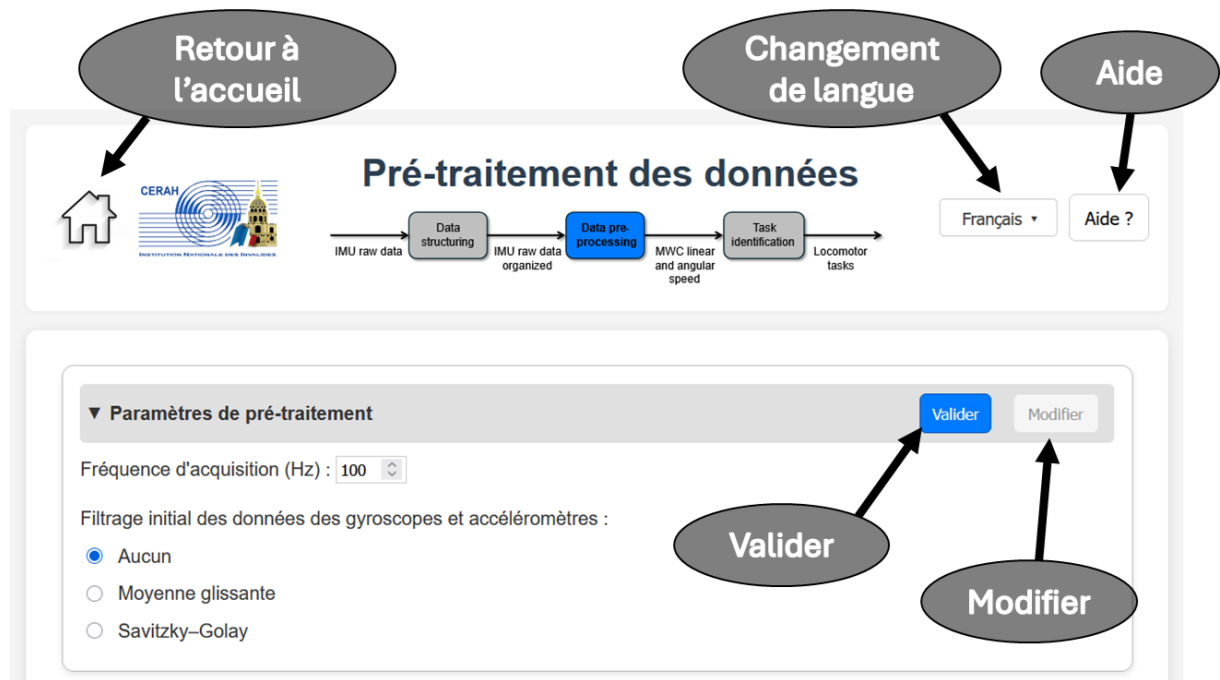 Retour à
l'accueil
Changement
de langue
Aide
CERAH
INSTITUTION NATIONALE DES INVALIDES
Pré-traitement des données
IMU raw data
Data
structuring
IMU raw data
organized
Data pre-
processing
MWC linear
and angular
speed
Task
identification
Locomotor
tasks
Français ▾
Aide ?
▼ Paramètres de pré-traitement
Valider
Modifier
Fréquence d'acquisition (Hz) : 100
Filtrage initial des données des gyroscopes et accéléromètres :
Aucun
Moyenne glissante
Savitzky–Golay
Valider
Modifier